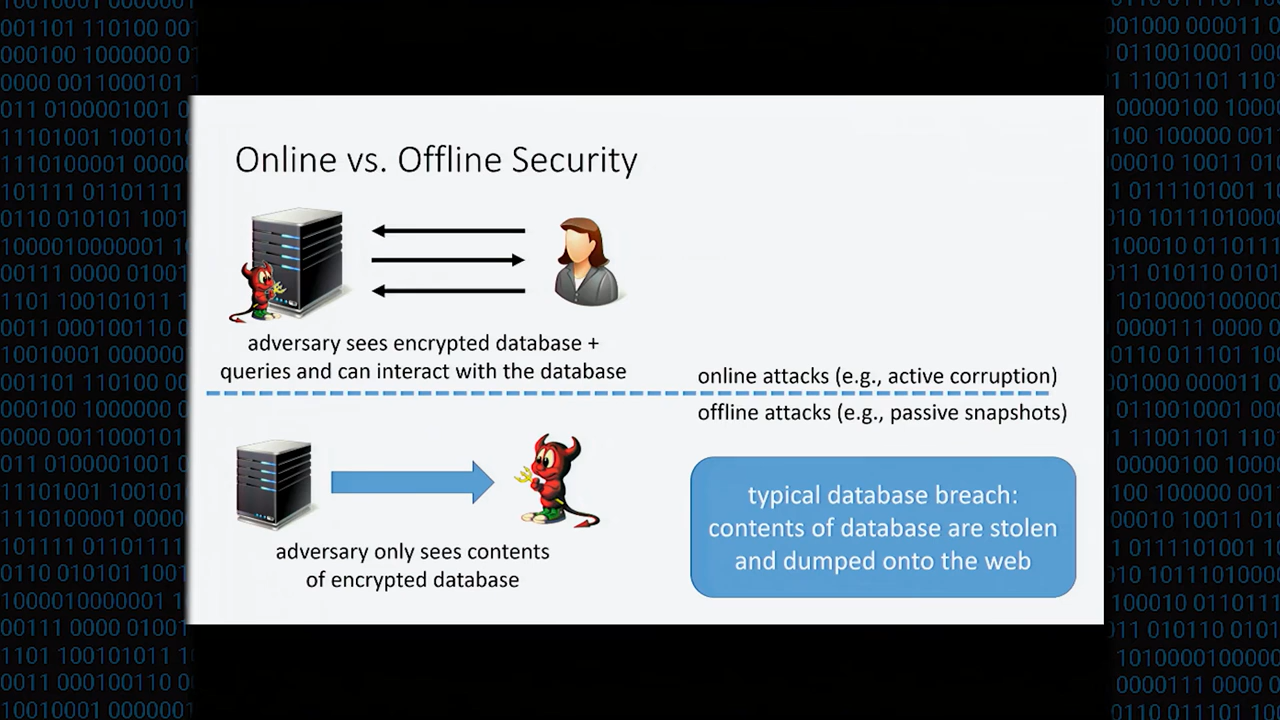 Online vs. Offline Security
adversary sees encrypted database +
queries and can interact with the database
online attacks (e.g., active corruption)
offline attacks (e.g., passive snapshots)
adversary only sees contents
of encrypted database
typical database breach:
contents of database are stolen
and dumped onto the web